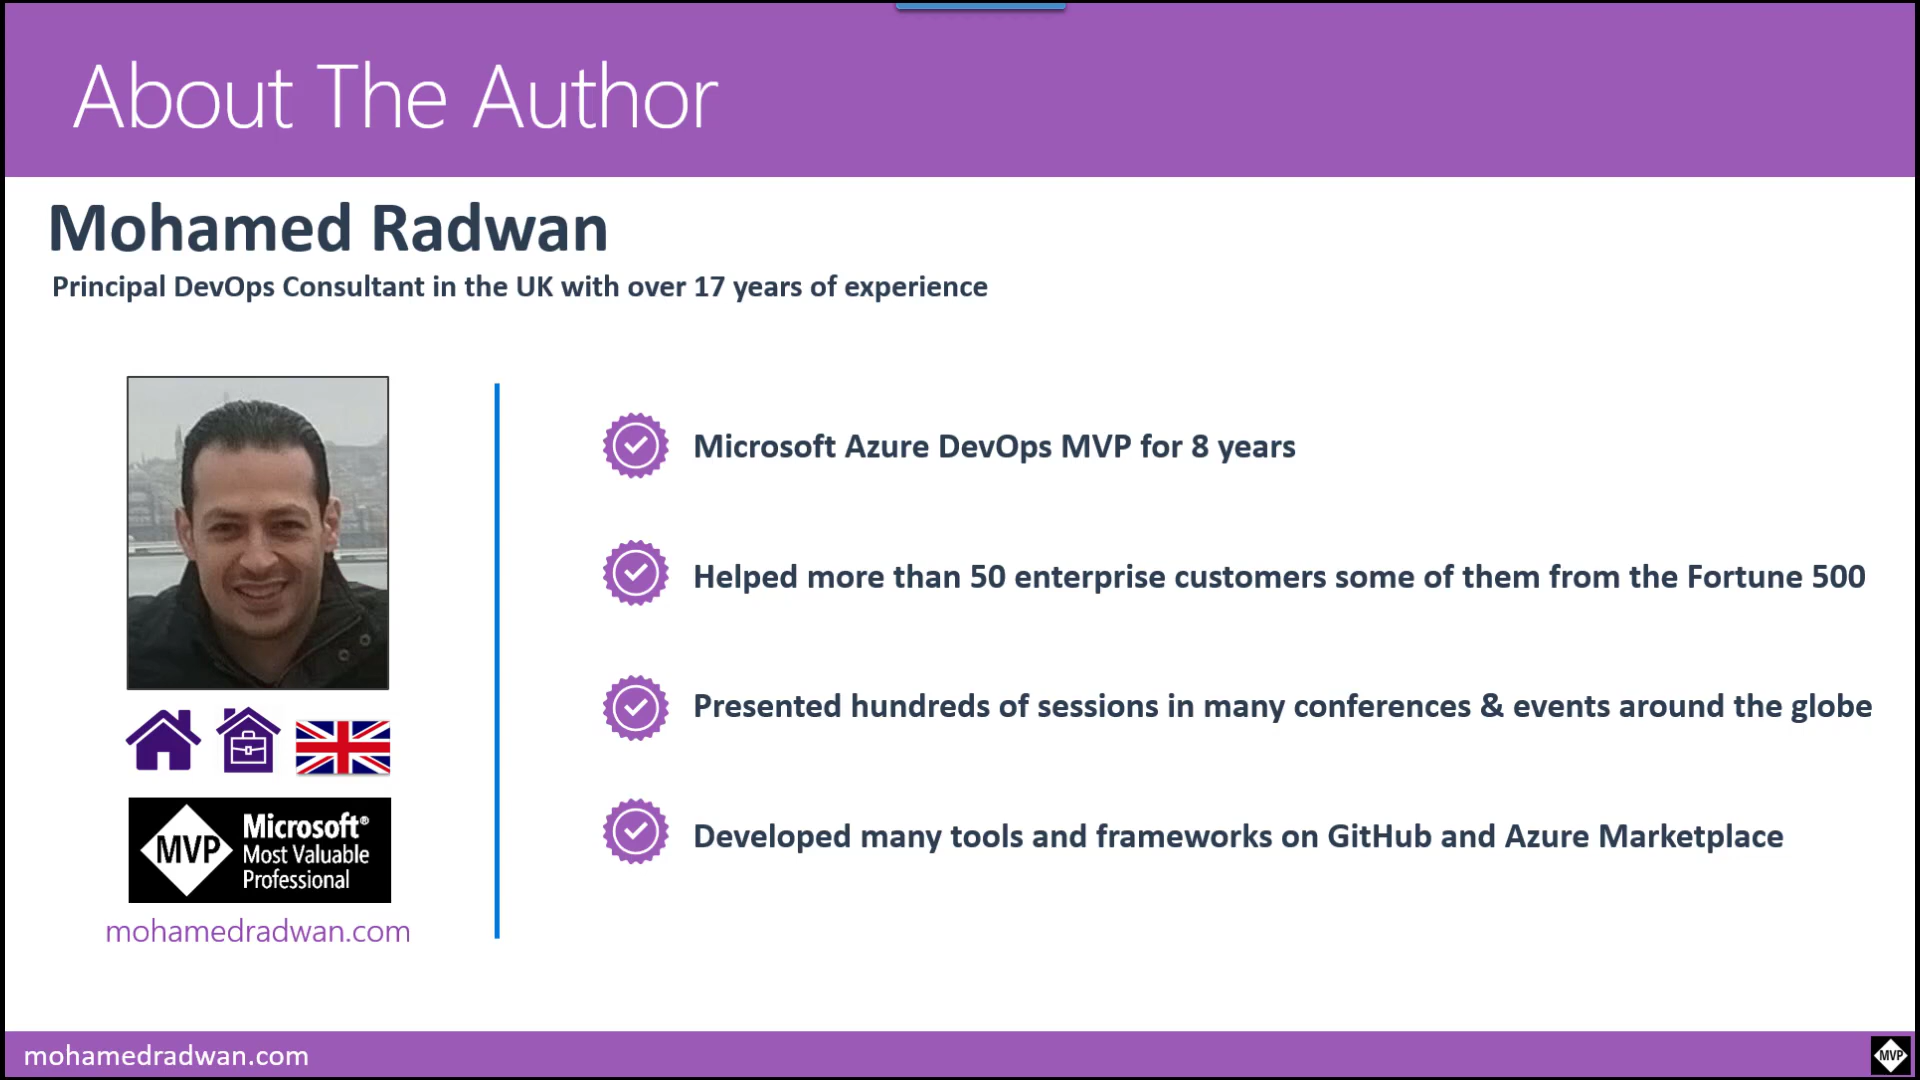 About The Author
Mohamed Radwan
Principal DevOps Consultant in the UK with over 17 years of experience
Microsoft Azure DevOps MVP for 8 years
Helped more than 50 enterprise customers some of them from the Fortune 500
Presented hundreds of sessions in many conferences & events around the globe
Developed many tools and frameworks on GitHub and Azure Marketplace
MVP
Microsoft®
Most Valuable
Professional
mohamedradwan.com
mohamedradwan.com
MVP